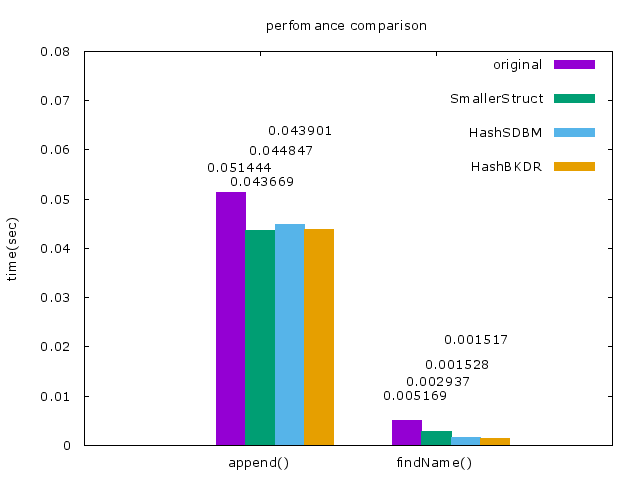 perfomance comparison
0.08
0.07
0.06
0.05
0.04
0.03
0.02
0.01
0
time(sec)
original
SmallerStruct
HashSDBM
HashBKDR
0.043901
0.044847
0.051444
0.043669
0.001517
0.001528
0.002937
0.005169
append()
findName()